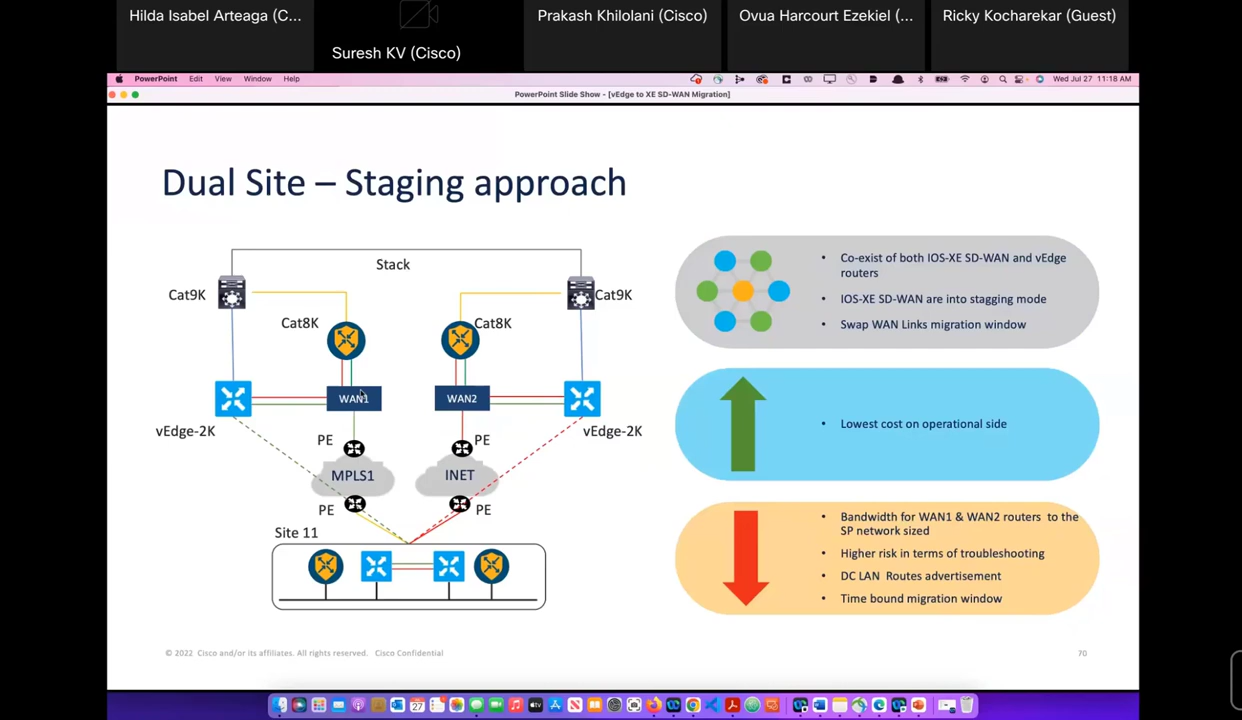 Hilda Isabel Arteaga (C...
Suresh KV (Cisco)
Prakash Khilolani (Cisco)
Ovua Harcourt Ezekiel (...
Ricky Kocharekar (Guest)
PowerPoint Edit View Window Help
Wed Jul 27 11:18 AM
PowerPoint Slide Show - [vEdge to XE SD-WAN Migration]
Dual Site – Staging approach
Stack
Cat9K
Cat9K
Cat8K
Cat8K
WAN1
WAN2
vEdge-2K
vEdge-2K
PE
PE
MPLS1
INET
PE
PE
Site 11
• Co-exist of both IOS-XE SD-WAN and vEdge
routers
• IOS-XE SD-WAN are into stagging mode
• Swap WAN Links migration window
• Lowest cost on operational side
• Bandwidth for WAN1 & WAN2 routers to the
SP network sized
• Higher risk in terms of troubleshooting
• DC LAN Routes advertisement
• Time bound migration window
© 2022 Cisco and/or its affiliates. All rights reserved. Cisco Confidential
70